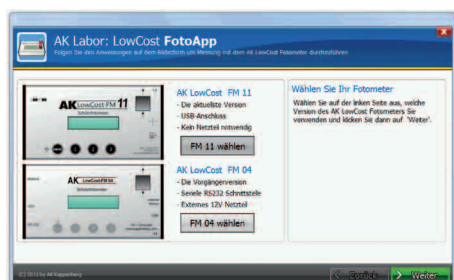 AK Labor: LowCost FotoApp
Folgen Sie den Anweisungen auf dem Bildschirm um Messung mit dem AK LowCost Fotometer durchzuführen
AK LowCost FM 11
AK LowCost FM 11
- Die aktuellste Version
- USB-Anschluss
- Kein Netzteil notwendig
FM 11 wählen
AK LowCost FM 04
AK LowCost FM 04
- Die Vorgängerversion
- Serielle RS232 Schnittstelle
- Externes 12V Netzteil
FM 04 wählen
Wählen Sie Ihr Fotometer
Wählen Sie auf der linken Seite aus, welche
Version des AK LowCost Fotometers Sie
verwenden und klicken Sie dann auf 'Weiter'.
(C) 2013 by AK Kappenberg
Zurück
Weiter